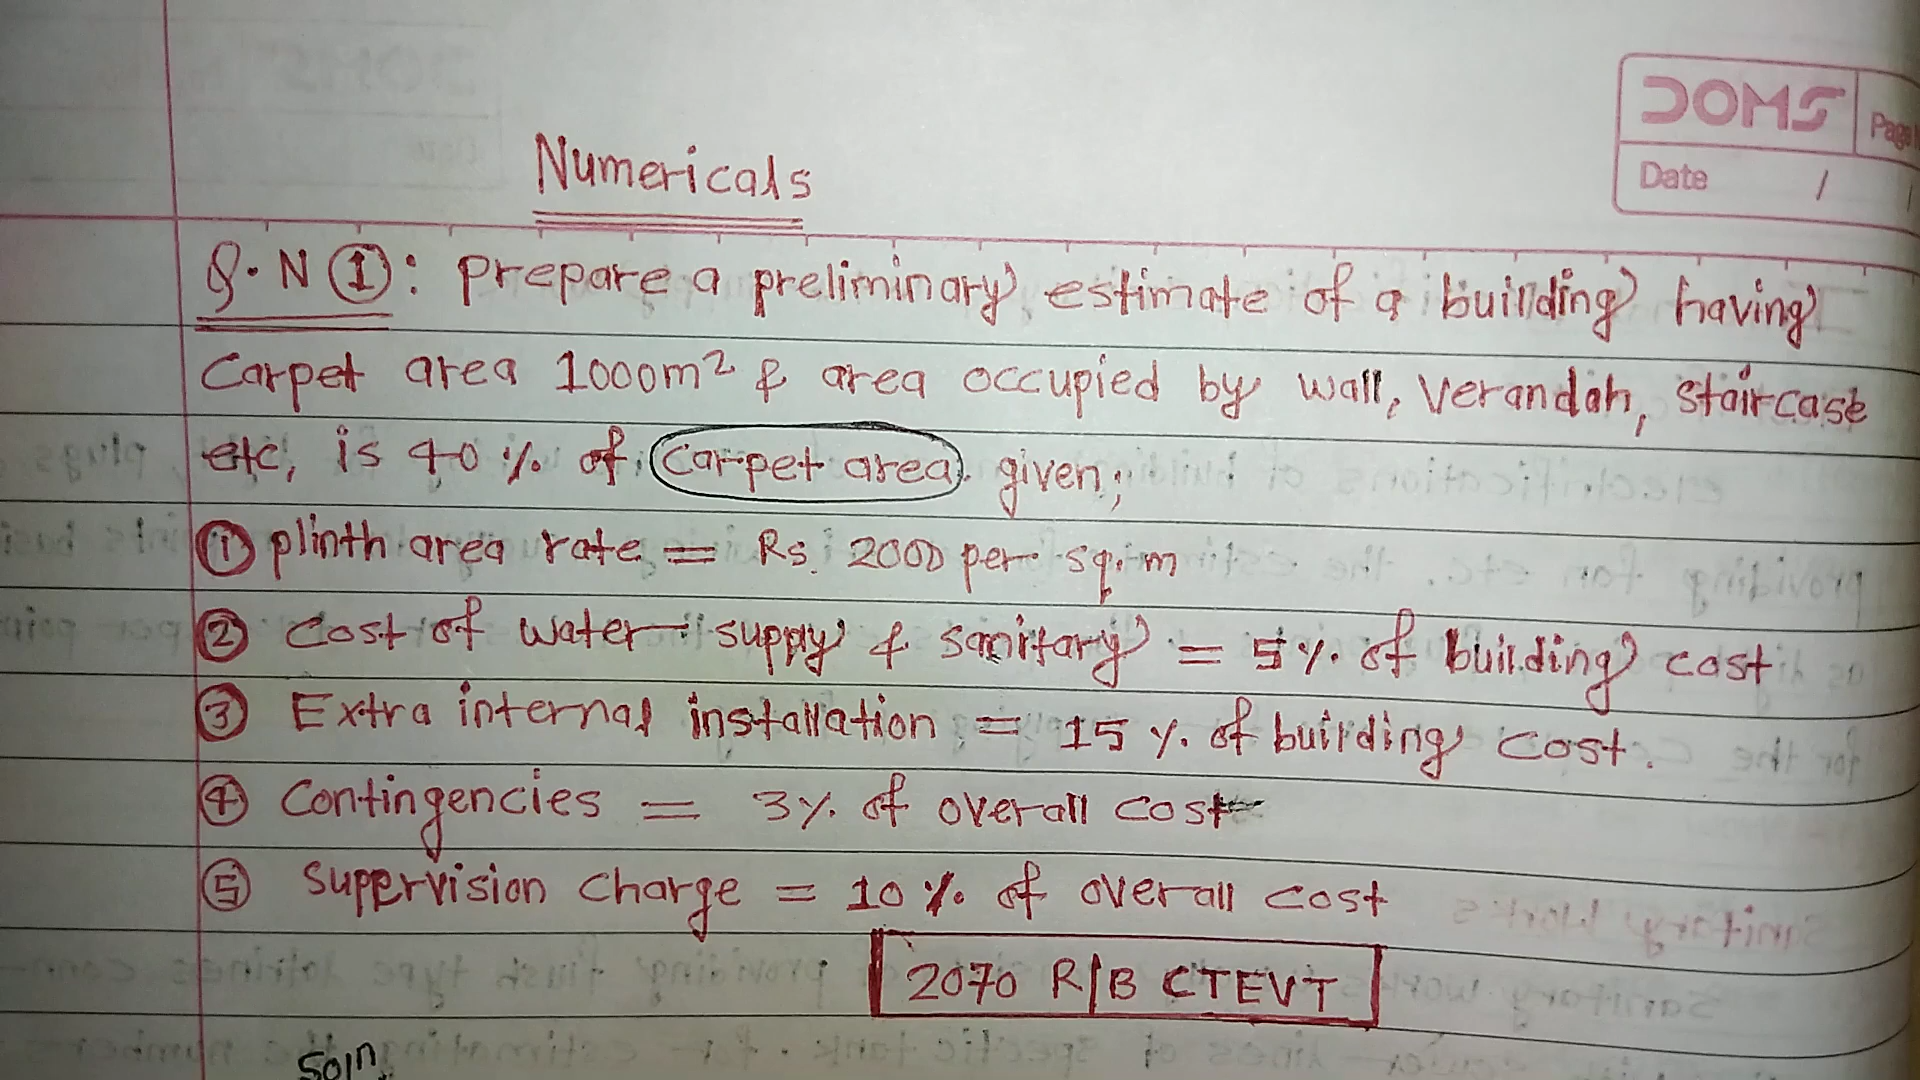 DOMS
Page
Date / /
Numericals
Q.N ①: Prepare a preliminary estimate of a building having
Carpet area 1000m² & area occupied by wall, Verandah, Staircase
etc, is 40 % of carpet area. given;
① plinth area rate = Rs. 2000 per sq.m
② Cost of water supply & sanitary = 5 % of building cost
③ Extra internal installation = 15 % of building cost.
④ Contingencies = 3 % of overall cost
⑤ Supervision charge = 10 % of overall cost
2070 R/B CTEVT
Soln